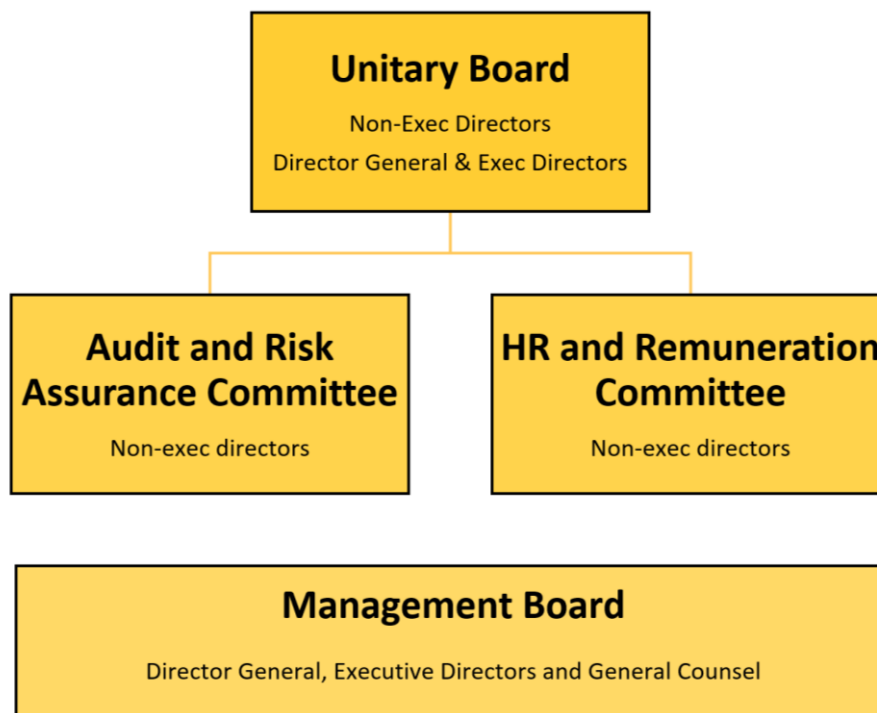 Unitary Board
Non-Exec Directors
Director General & Exec Directors
Audit and Risk
Assurance Committee
Non-exec directors
HR and Remuneration
Committee
Non-exec directors
Management Board
Director General, Executive Directors and General Counsel